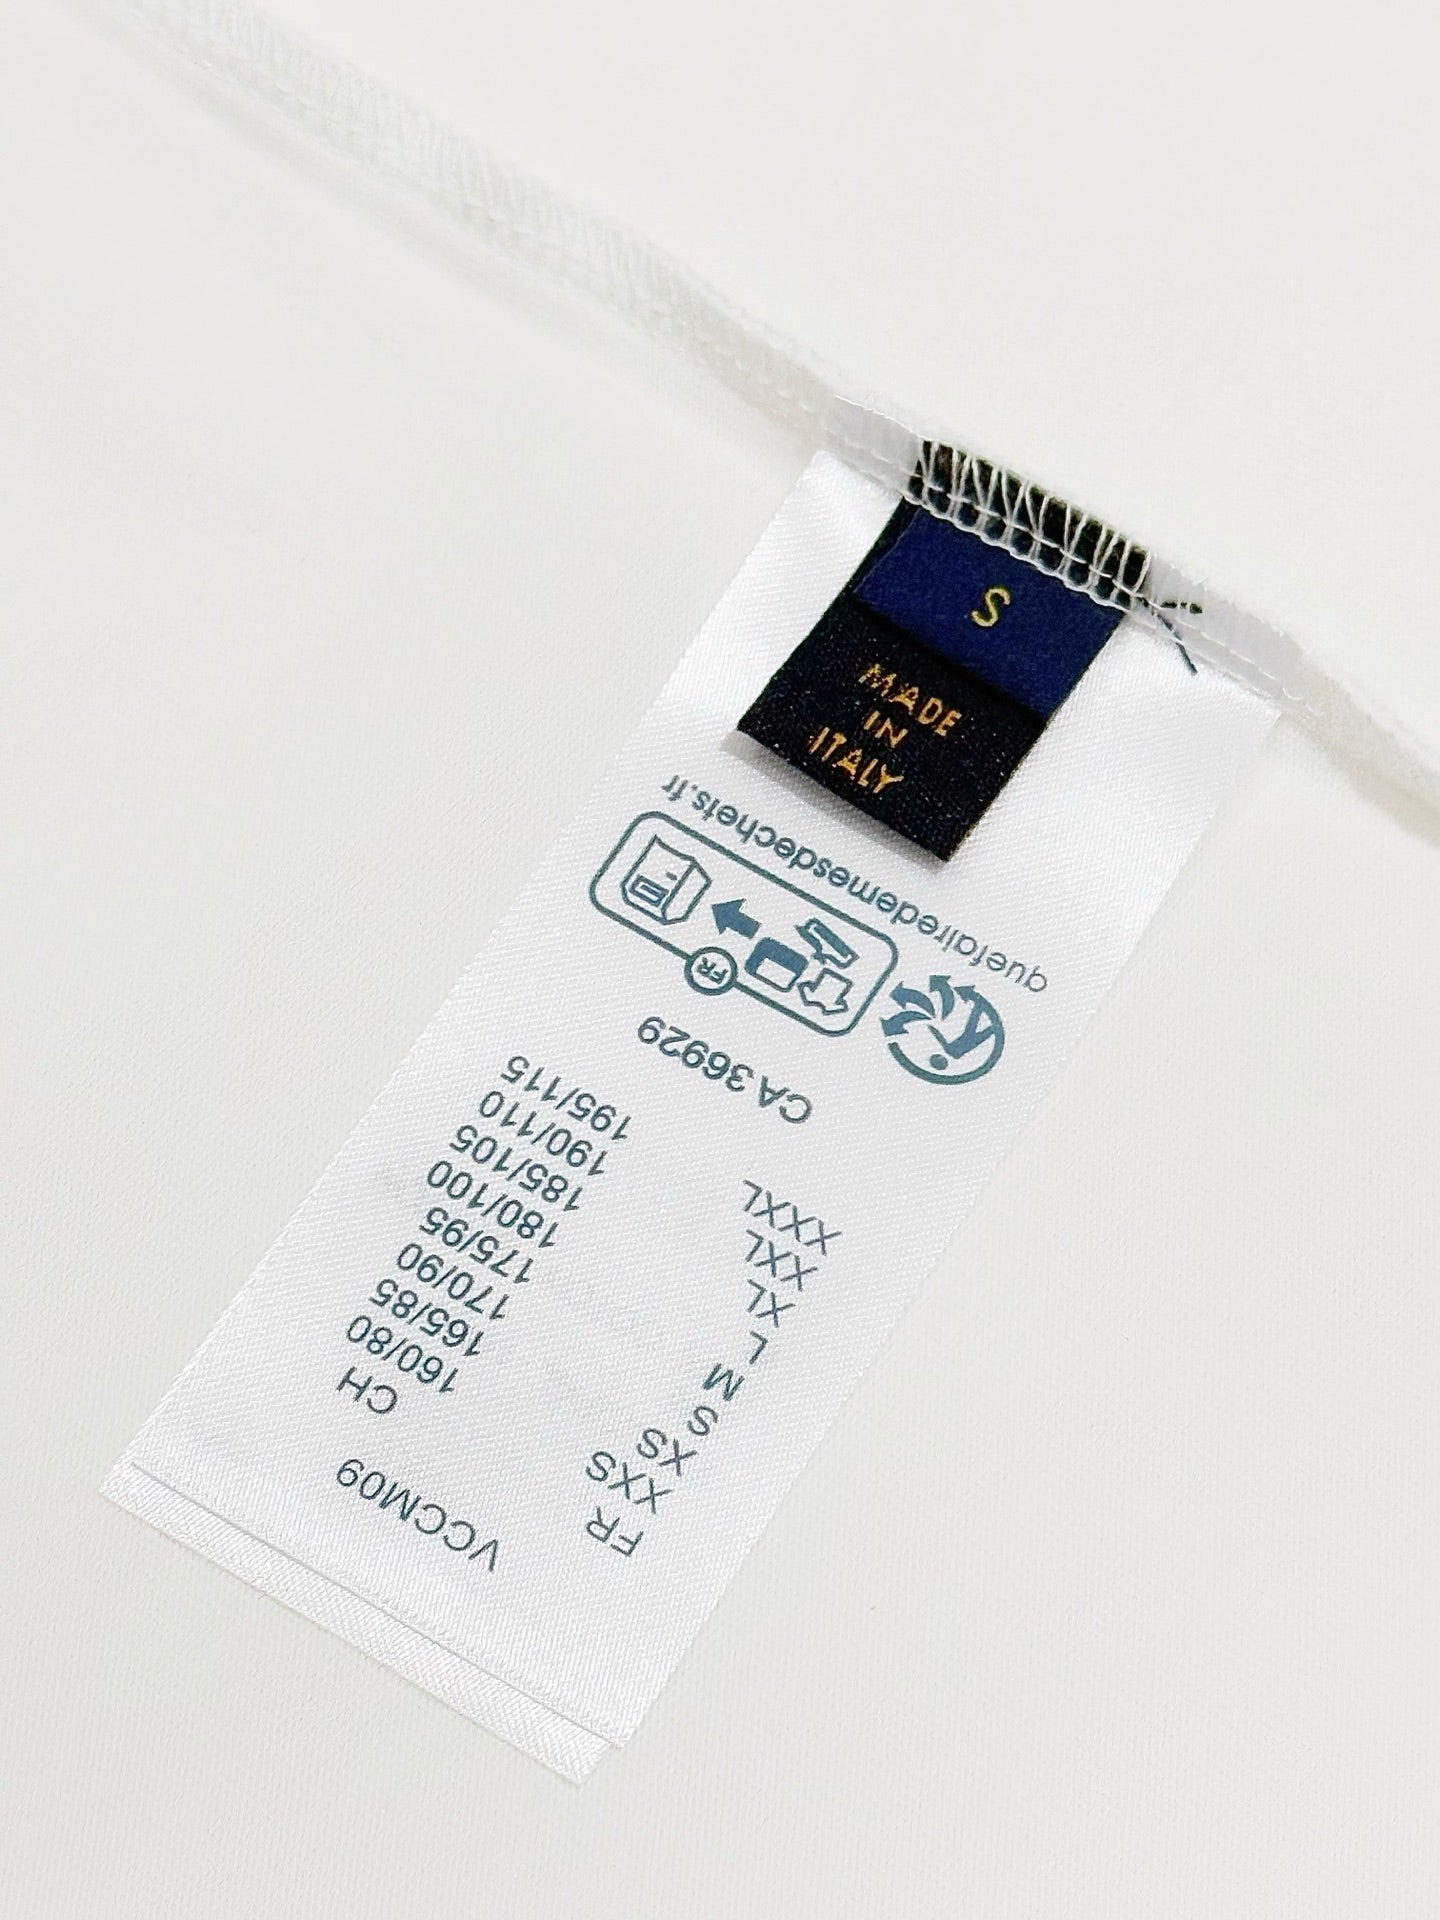 S
MADE
IN
ITALY
VCCM09
FR CH
XXS 160/80
XS 165/85
S 170/90
M 175/95
L 180/100
XL 185/105
XXL 190/110
XXXL 195/115
CA 36929
FR
quefairedemesdechets.fr